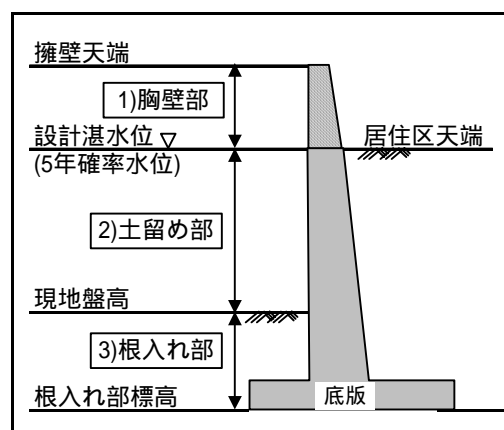 擁壁天端
1)胸壁部
設計湛水位▽
居住区天端
(5年確率水位)
2)土留め部
現地盤高
3)根入れ部
根入れ部標高
底版